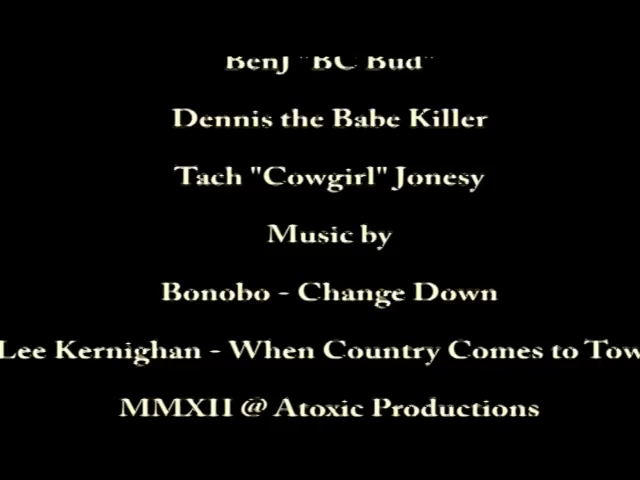 BenJ "BC Bud"
Dennis the Babe Killer
Tach "Cowgirl" Jonesy
Music by
Bonobo - Change Down
Lee Kernighan - When Country Comes to Tow
MMXII @ Atoxic Productions